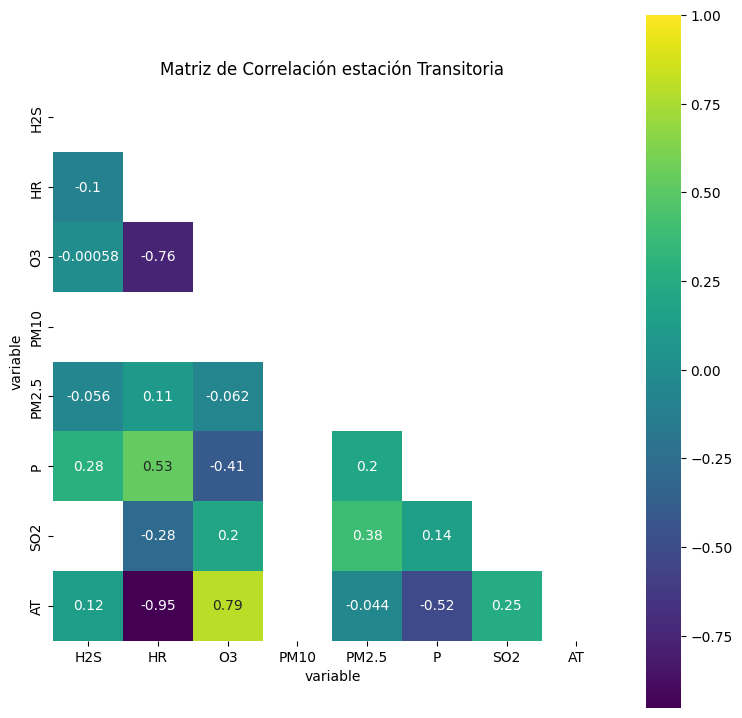 Matriz de Correlación estación Transitoria
variable
H2S
HR -0.1
O3 -0.00058 -0.76
PM10
PM2.5 -0.056 0.11 -0.062
P 0.28 0.53 -0.41 0.2
SO2 -0.28 0.2 0.38 0.14
AT 0.12 -0.95 0.79 -0.044 -0.52 0.25
H2S HR O3 PM10 PM2.5 P SO2 AT
variable
1.00
0.75
0.50
0.25
0.00
−0.25
−0.50
−0.75